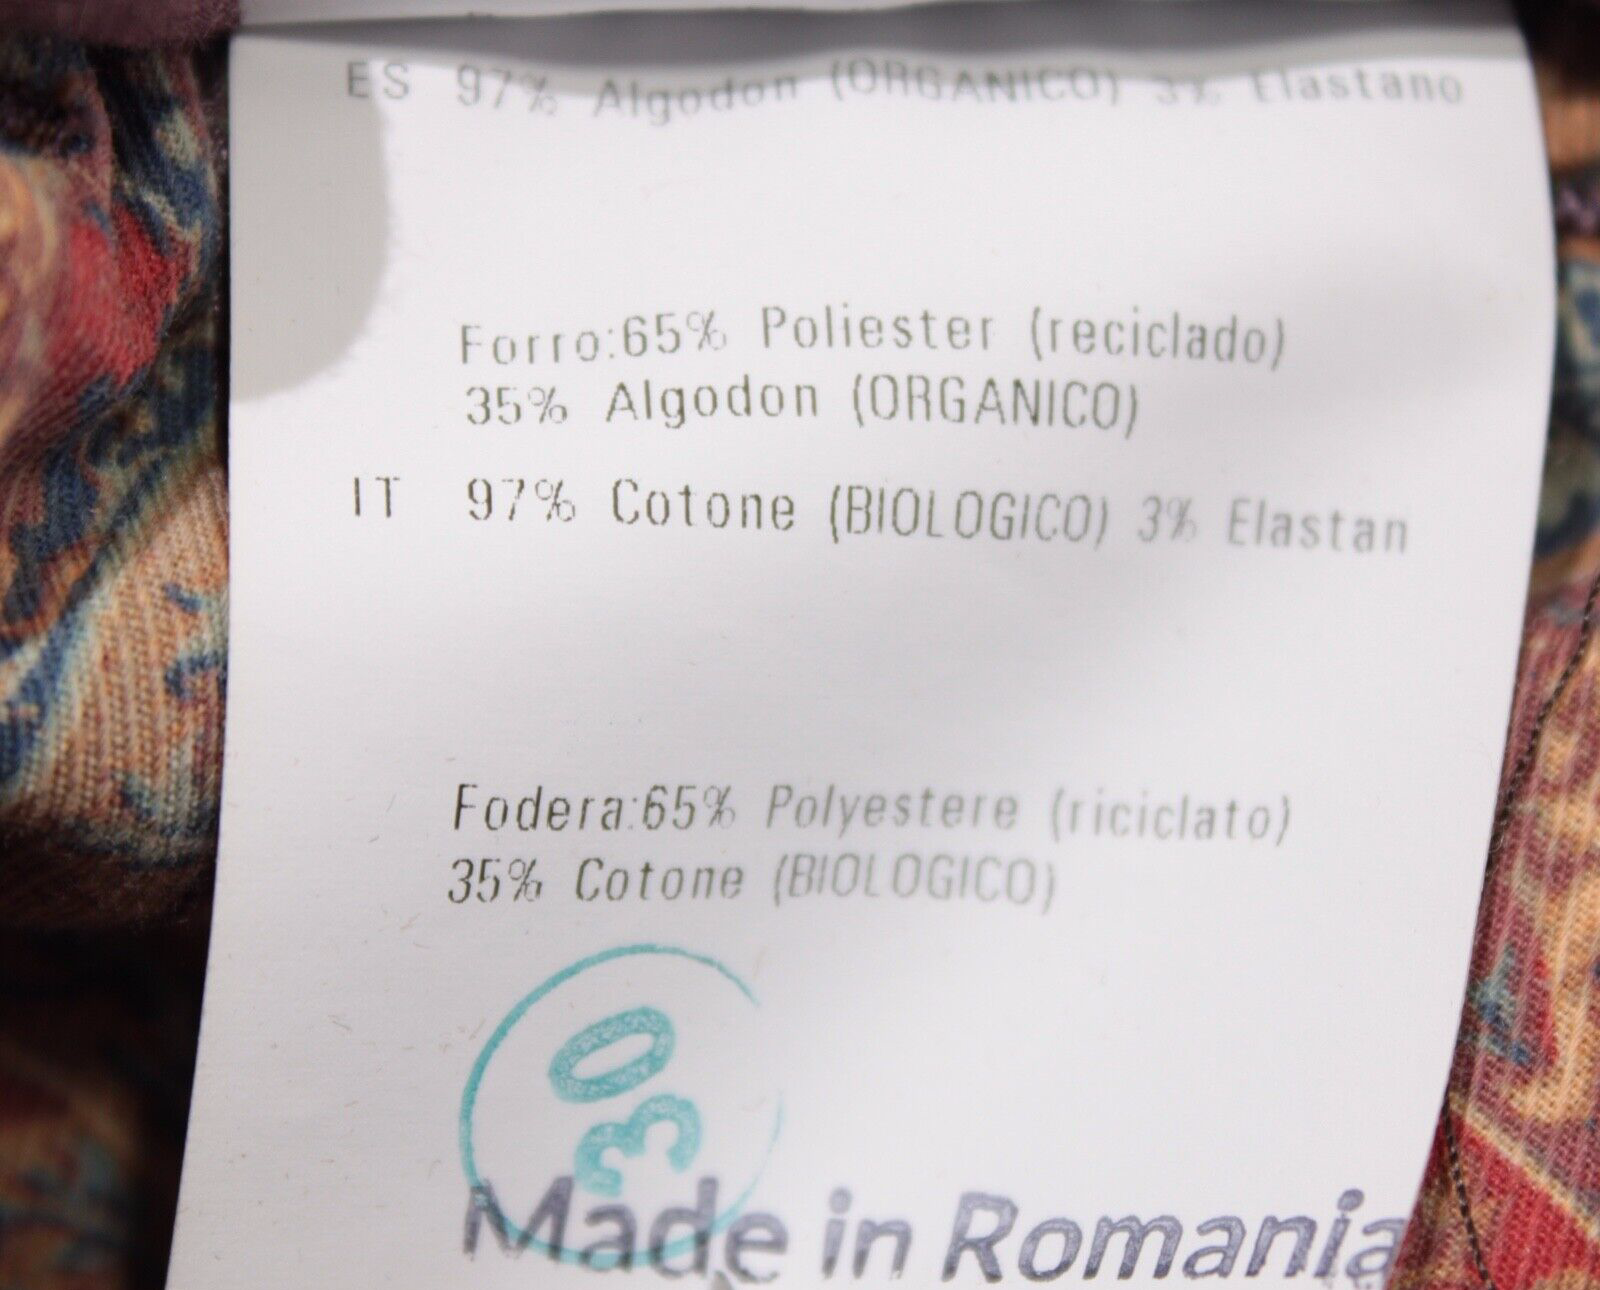 ES 97% Algodon (ORGANICO) 3% Elastano
Forro:65% Poliester (reciclado)
35% Algodon (ORGANICO)
IT 97% Cotone (BIOLOGICO) 3% Elastan
Fodera:65% Polyestere (riciclato)
35% Cotone (BIOLOGICO)
30
Made in Romania